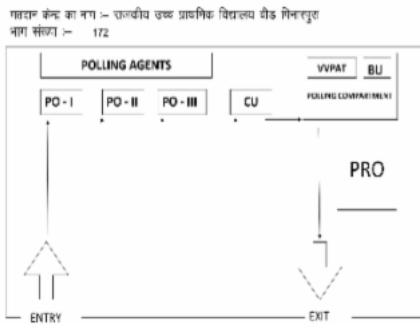 मतदान केन्द्र का नाम :– राजकीय उच्च प्राथमिक विद्यालय बीड
भाग संख्या :– 172
POLLING AGENTS
VVPAT BU
POLLING COMPARTMENT
PO - I PO - II PO - III CU
PRO
ENTRY EXIT